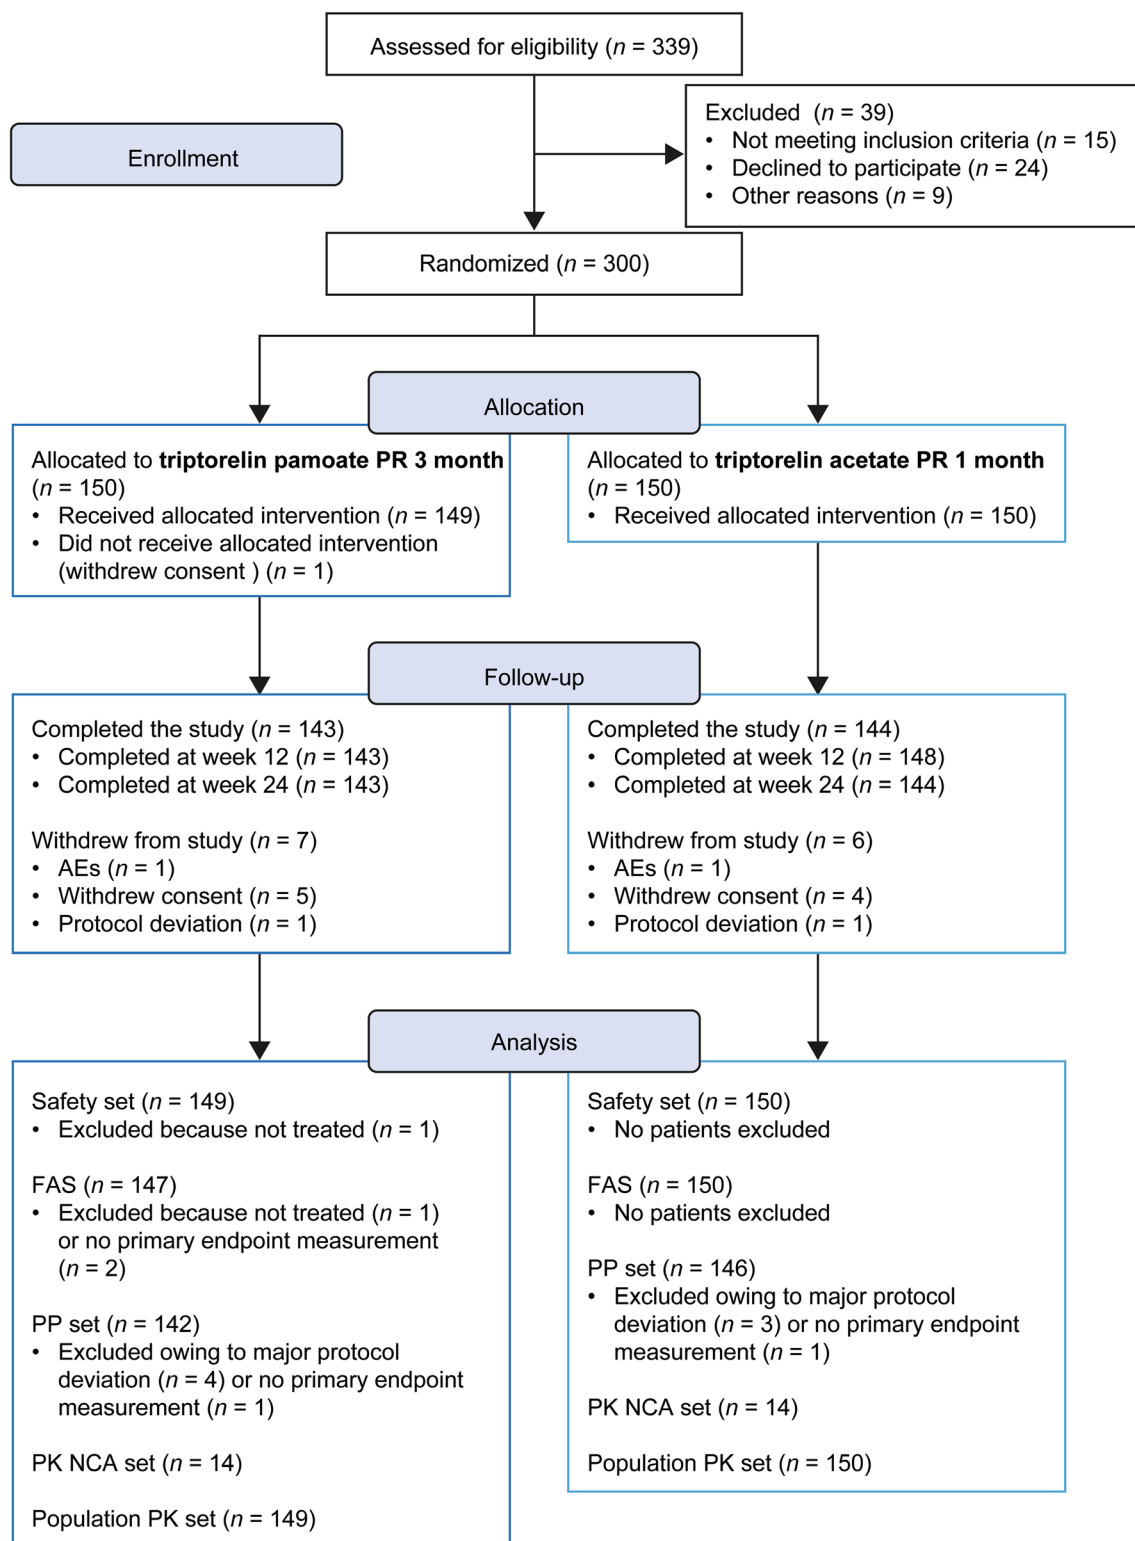 Assessed for eligibility (n = 339)
Excluded (n = 39)
• Not meeting inclusion criteria (n = 15)
• Declined to participate (n = 24)
• Other reasons (n = 9)
Enrollment
Randomized (n = 300)
Allocation
Allocated to triptorelin pamoate PR 3 month
(n = 150)
• Received allocated intervention (n = 149)
• Did not receive allocated intervention
(withdrew consent ) (n = 1)
Allocated to triptorelin acetate PR 1 month
(n = 150)
• Received allocated intervention (n = 150)
Follow-up
Completed the study (n = 143)
• Completed at week 12 (n = 143)
• Completed at week 24 (n = 143)
Withdrew from study (n = 7)
• AEs (n = 1)
• Withdrew consent (n = 5)
• Protocol deviation (n = 1)
Completed the study (n = 144)
• Completed at week 12 (n = 148)
• Completed at week 24 (n = 144)
Withdrew from study (n = 6)
• AEs (n = 1)
• Withdrew consent (n = 4)
• Protocol deviation (n = 1)
Analysis
Safety set (n = 149)
• Excluded because not treated (n = 1)
FAS (n = 147)
• Excluded because not treated (n = 1)
or no primary endpoint measurement
(n = 2)
PP set (n = 142)
• Excluded owing to major protocol
deviation (n = 4) or no primary endpoint
measurement (n = 1)
PK NCA set (n = 14)
Population PK set (n = 149)
Safety set (n = 150)
• No patients excluded
FAS (n = 150)
• No patients excluded
PP set (n = 146)
• Excluded owing to major protocol
deviation (n = 3) or no primary endpoint
measurement (n = 1)
PK NCA set (n = 14)
Population PK set (n = 150)